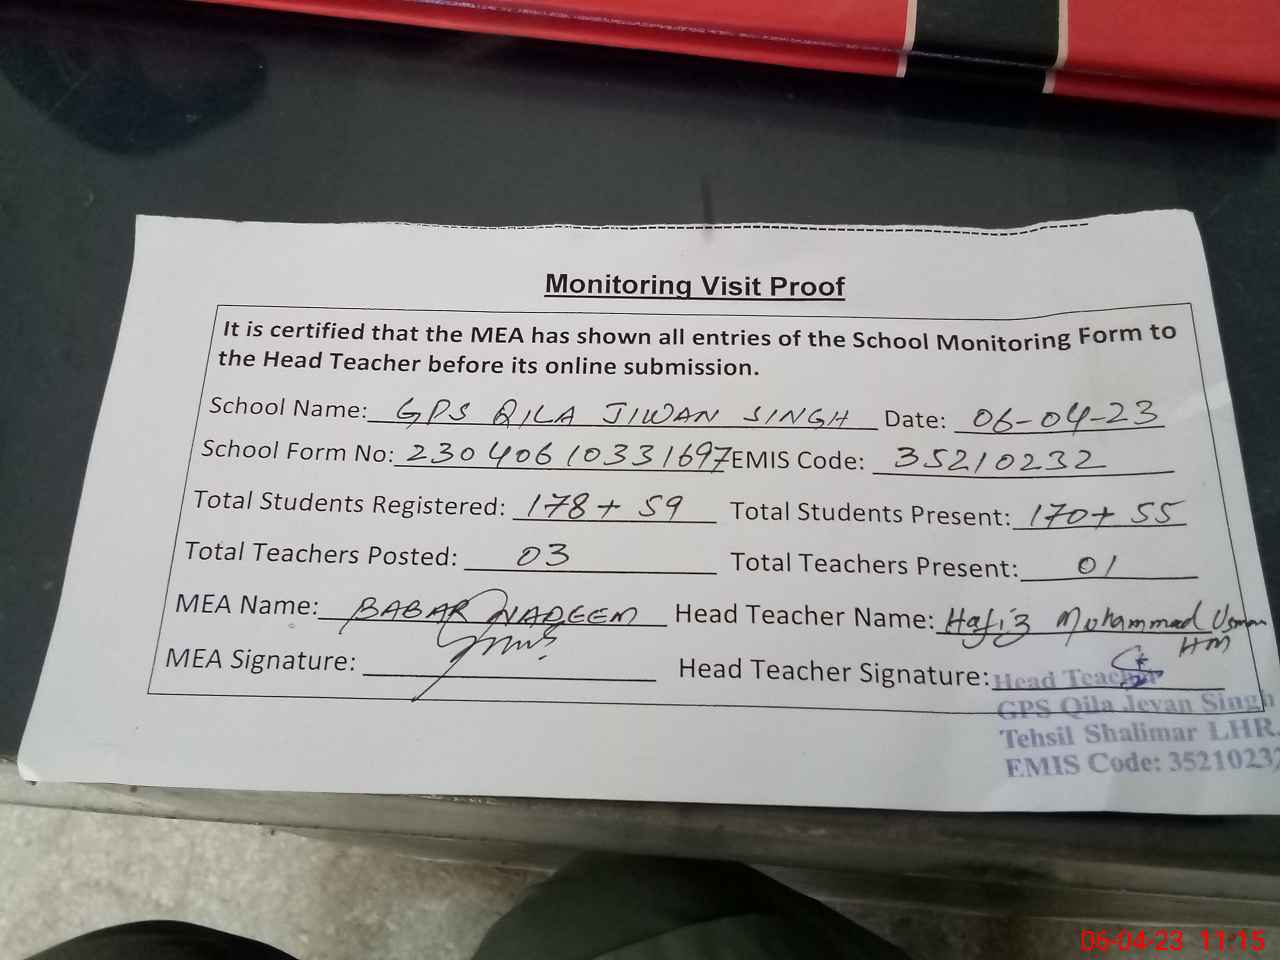 Monitoring Visit Proof
It is certified that the MEA has shown all entries of the School Monitoring Form to
the Head Teacher before its online submission.
School Name: GPS QILA JIWAN SINGH Date: 06-04-23
School Form No: 23040610331697 EMIS Code: 35210232
Total Students Registered: 178 + 59 Total Students Present: 170 + 55
Total Teachers Posted: 03 Total Teachers Present: 01
MEA Name: BABAR NADEEM Head Teacher Name: Hafiz Mohammad Usman
HM
MEA Signature: Head Teacher Signature:
Head Teacher
GPS Qila Jevan Singh
Tehsil Shalimar LHR.
EMIS Code: 35210232
06-04-23 11:15